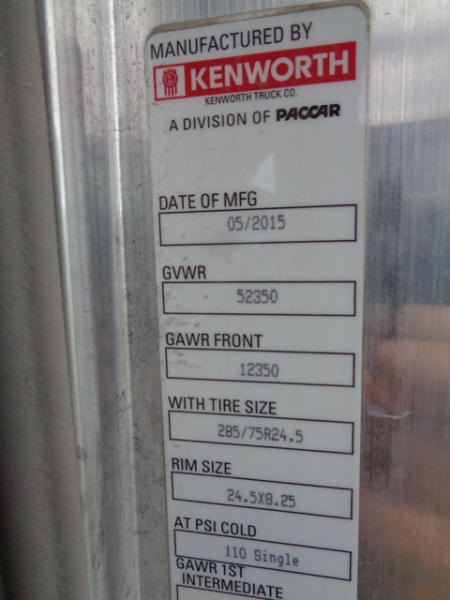 MANUFACTURED BY
KENWORTH
KENWORTH TRUCK CO.
A DIVISION OF PACCAR
DATE OF MFG
05/2015
GVWR
52350
GAWR FRONT
12350
WITH TIRE SIZE
285/75R24.5
RIM SIZE
24.5X8.25
AT PSI COLD
110 Single
GAWR 1ST
INTERMEDIATE